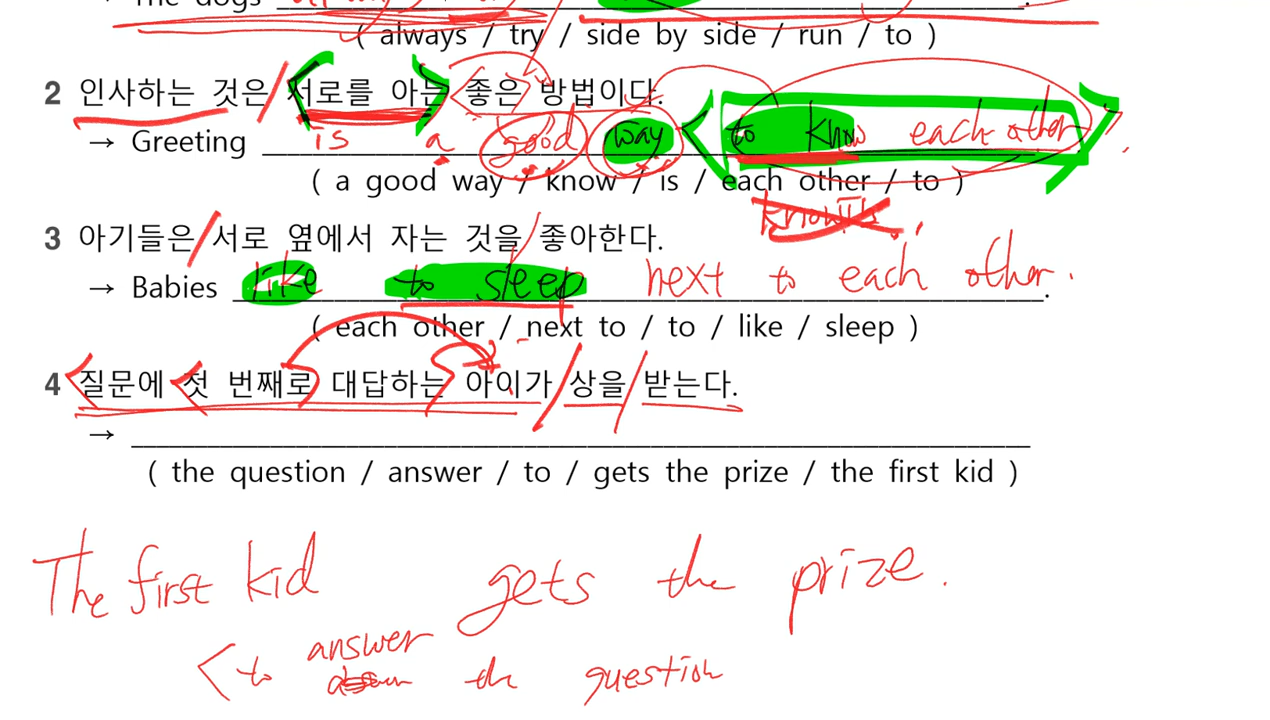 → The dogs
( always / try / side by side / run / to )
2 인사하는 것은 서로를 아는 좋은 방법이다.
→ Greeting is a good way to know each other
( a good way / know / is / each other / to )
3 아기들은 서로 옆에서 자는 것을 좋아한다.
→ Babies like to sleep next to each other.
( each other / next to / to / like / sleep )
4 질문에 첫 번째로 대답하는 아이가 상을 받는다.
→
( the question / answer / to / gets the prize / the first kid )
The first kid gets the prize.
answer
to the question